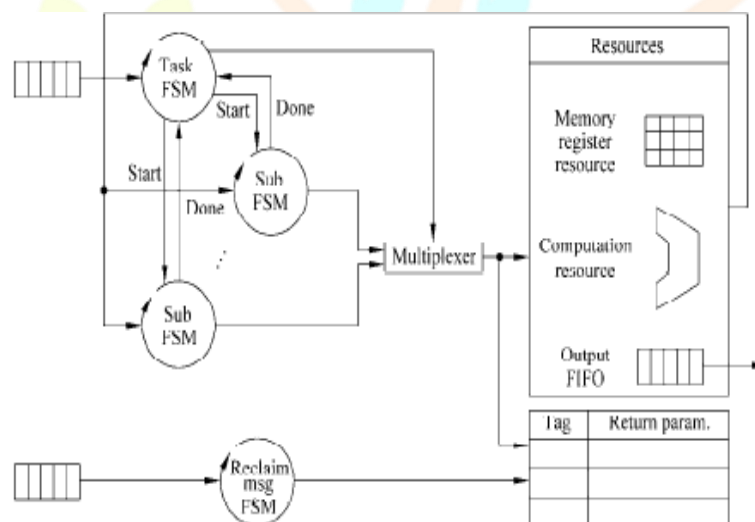 Resources
Task
FSM
Start
Done
Memory
register
resource
Start
Done
Sub
FSM
Multiplexer
Computation
resource
Sub
FSM
Output
FIFO
Tag
Return param.
Reclaim
msg
FSM